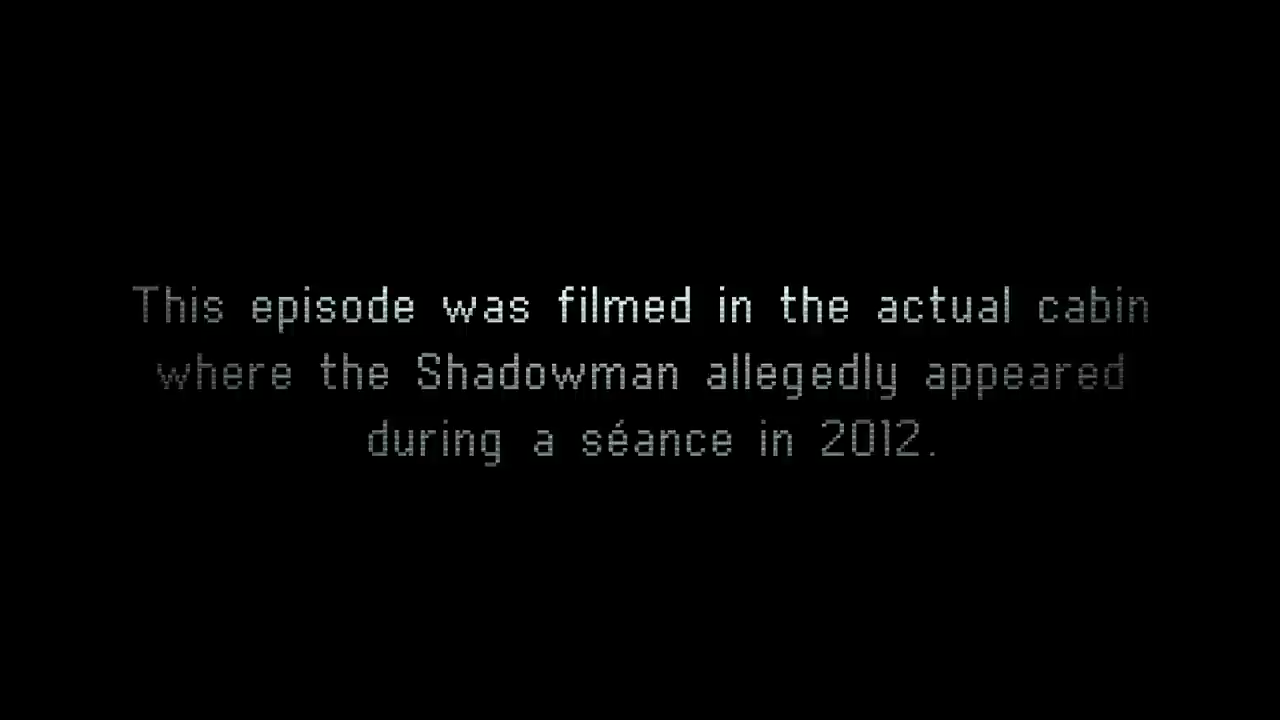 This episode was filmed in the actual cabin
where the Shadowman allegedly appeared
during a séance in 2012.